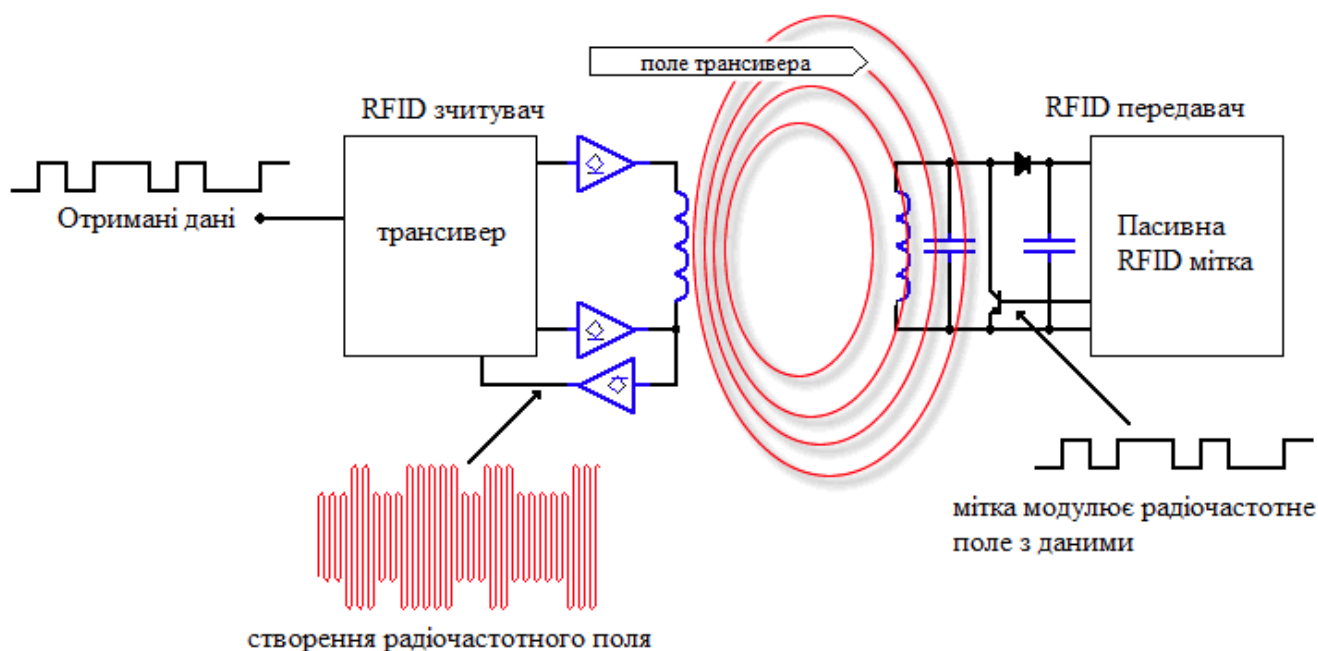 поле трансивера
RFID зчитувач
RFID передавач
Отримані дані
трансивер
Пасивна
RFID мітка
мітка модулює радіочастотне
поле з даними
створення радіочастотного поля